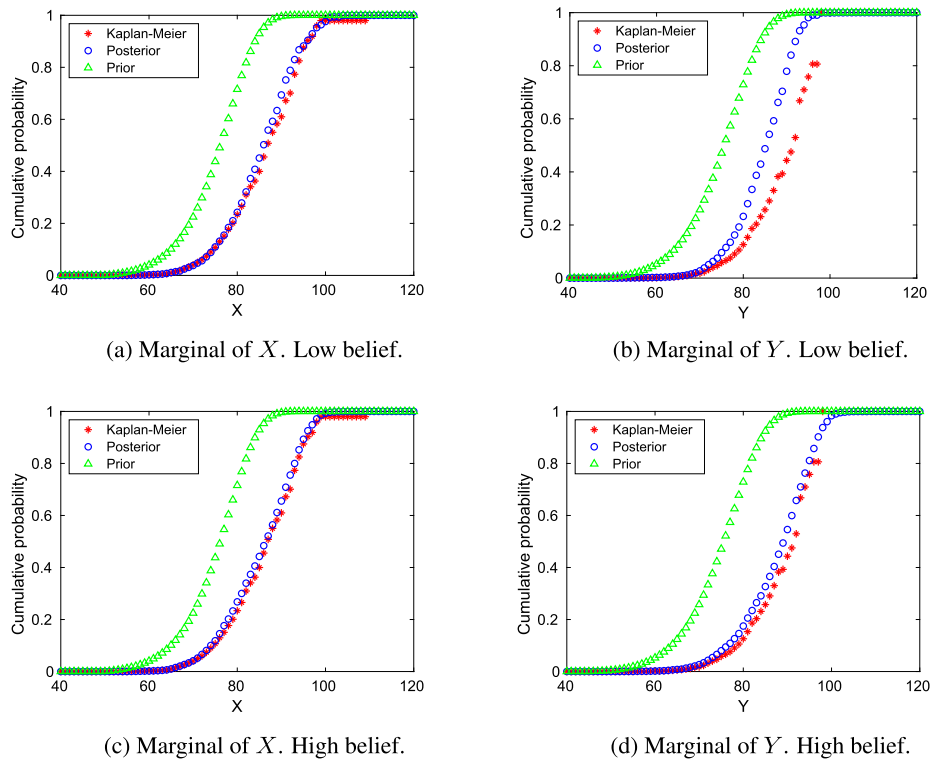 Cumulative probability
1
0.8
0.6
0.4
0.2
0
Kaplan-Meier
Posterior
Prior
40 60 80 100 120
X
(a) Marginal of X. Low belief.
Cumulative probability
1
0.8
0.6
0.4
0.2
0
Kaplan-Meier
Posterior
Prior
40 60 80 100 120
Y
(b) Marginal of Y. Low belief.
Cumulative probability
1
0.8
0.6
0.4
0.2
0
Kaplan-Meier
Posterior
Prior
40 60 80 100 120
X
(c) Marginal of X. High belief.
Cumulative probability
1
0.8
0.6
0.4
0.2
0
Kaplan-Meier
Posterior
Prior
40 60 80 100 120
Y
(d) Marginal of Y. High belief.